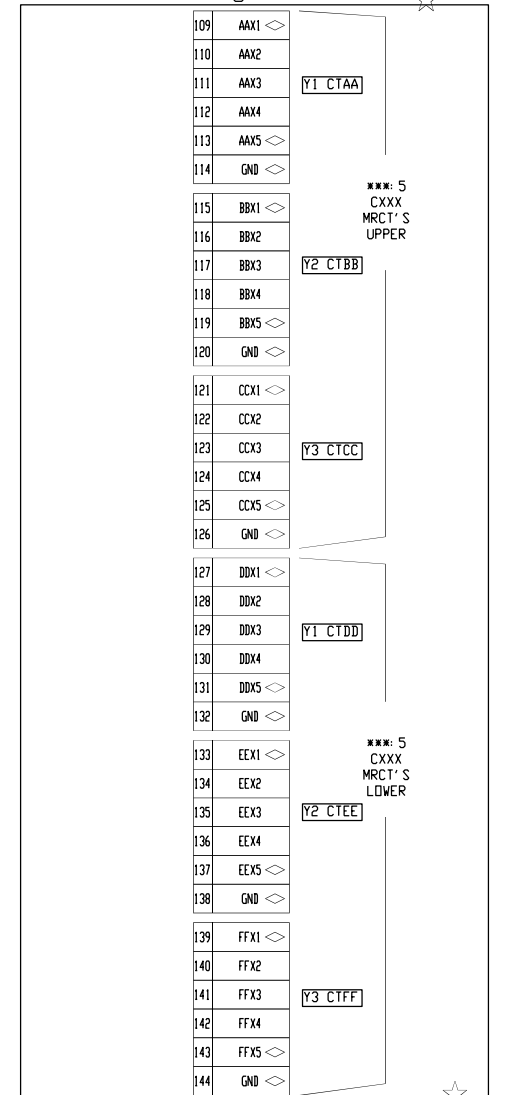 109 AAX1
110 AAX2
111 AAX3
112 AAX4
113 AAX5
114 GND
Y1 CTAA
115 BBX1
116 BBX2
117 BBX3
118 BBX4
119 BBX5
120 GND
Y2 CTBB
121 CCX1
122 CCX2
123 CCX3
124 CCX4
125 CCX5
126 GND
Y3 CTCC
***: 5
CXXX
MRCT'S
UPPER
127 DDX1
128 DDX2
129 DDX3
130 DDX4
131 DDX5
132 GND
Y1 CTDD
133 EEX1
134 EEX2
135 EEX3
136 EEX4
137 EEX5
138 GND
Y2 CTEE
139 FFX1
140 FFX2
141 FFX3
142 FFX4
143 FFX5
144 GND
Y3 CTFF
***: 5
CXXX
MRCT'S
LOWER